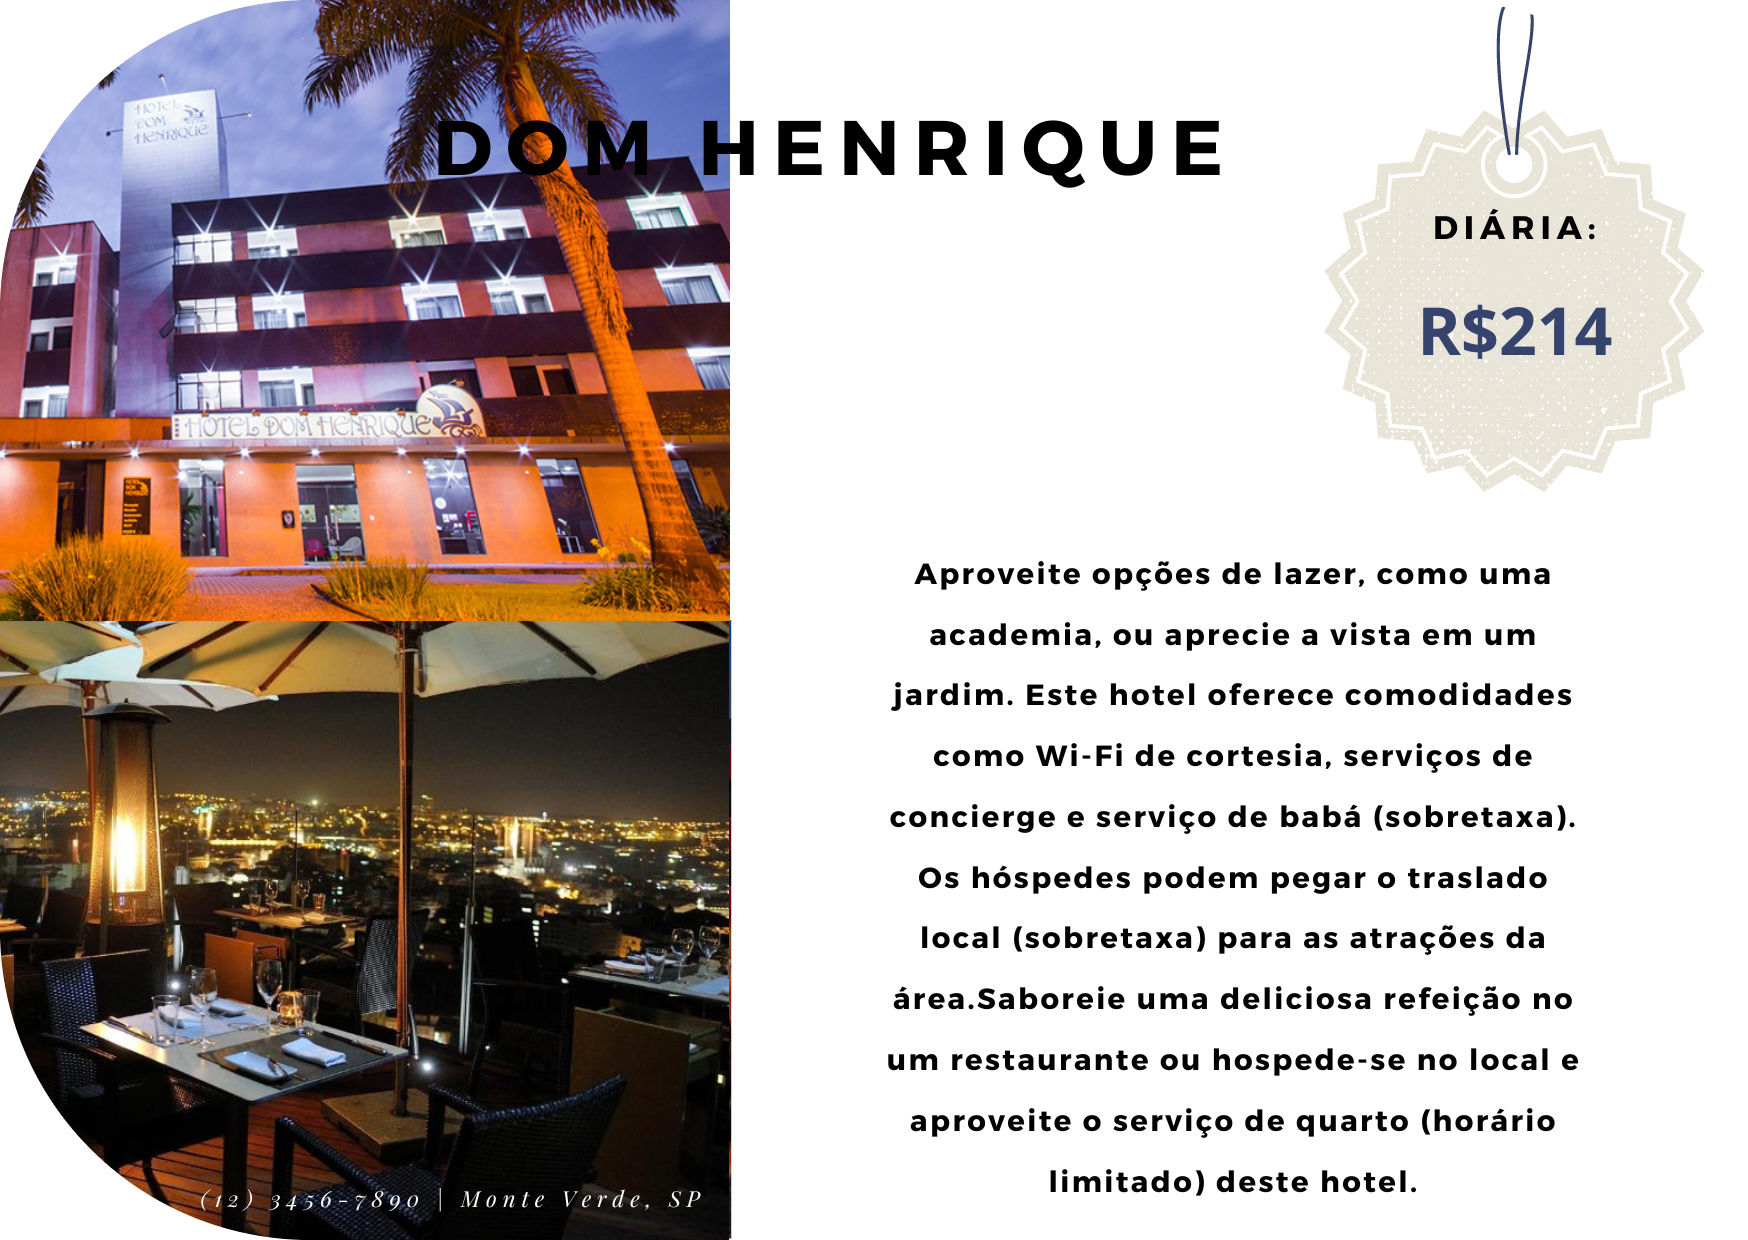 HOTEL
DOM
HENRIQUE
DOM HENRIQUE
DIÁRIA:
R$214
HOTEL DOM HENRIQUE
HOTEL
DOM
HENRIQUE
Aproveite opções de lazer, como uma
academia, ou aprecie a vista em um
jardim. Este hotel oferece comodidades
como Wi-Fi de cortesia, serviços de
concierge e serviço de babá (sobretaxa).
Os hóspedes podem pegar o traslado
local (sobretaxa) para as atrações da
área.Saboreie uma deliciosa refeição no
um restaurante ou hospede-se no local e
aproveite o serviço de quarto (horário
limitado) deste hotel.
(12) 3456-7890 | Monte Verde, SP